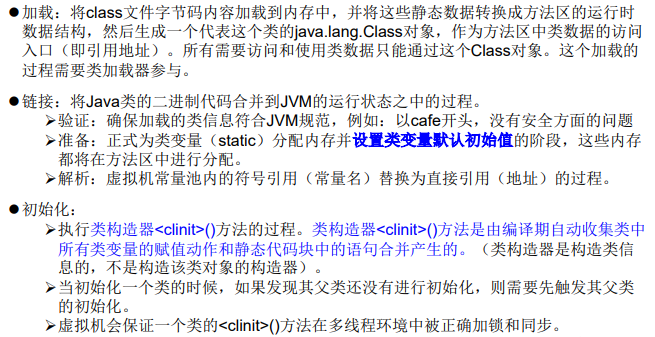 ●加载：将class文件字节码内容加载到内存中，并将这些静态数据转换成方法区的运行时
数据结构，然后生成一个代表这个类的java.lang.Class对象，作为方法区中类数据的访问
入口（即引用地址）。所有需要访问和使用类数据只能通过这个Class对象。这个加载的
过程需要类加载器参与。
●链接：将Java类的二进制代码合并到JVM的运行状态之中的过程。
➢验证：确保加载的类信息符合JVM规范，例如：以cafe开头，没有安全方面的问题
➢准备：正式为类变量（static）分配内存并设置类变量默认初始值的阶段，这些内存
都将在方法区中进行分配。
➢解析：虚拟机常量池内的符号引用（常量名）替换为直接引用（地址）的过程。
●初始化：
➢执行类构造器<clinit>()方法的过程。类构造器<clinit>()方法是由编译期自动收集类中
所有类变量的赋值动作和静态代码块中的语句合并产生的。（类构造器是构造类信
息的，不是构造该类对象的构造器）。
➢当初始化一个类的时候，如果发现其父类还没有进行初始化，则需要先触发其父类
的初始化。
➢虚拟机会保证一个类的<clinit>()方法在多线程环境中被正确加锁和同步。